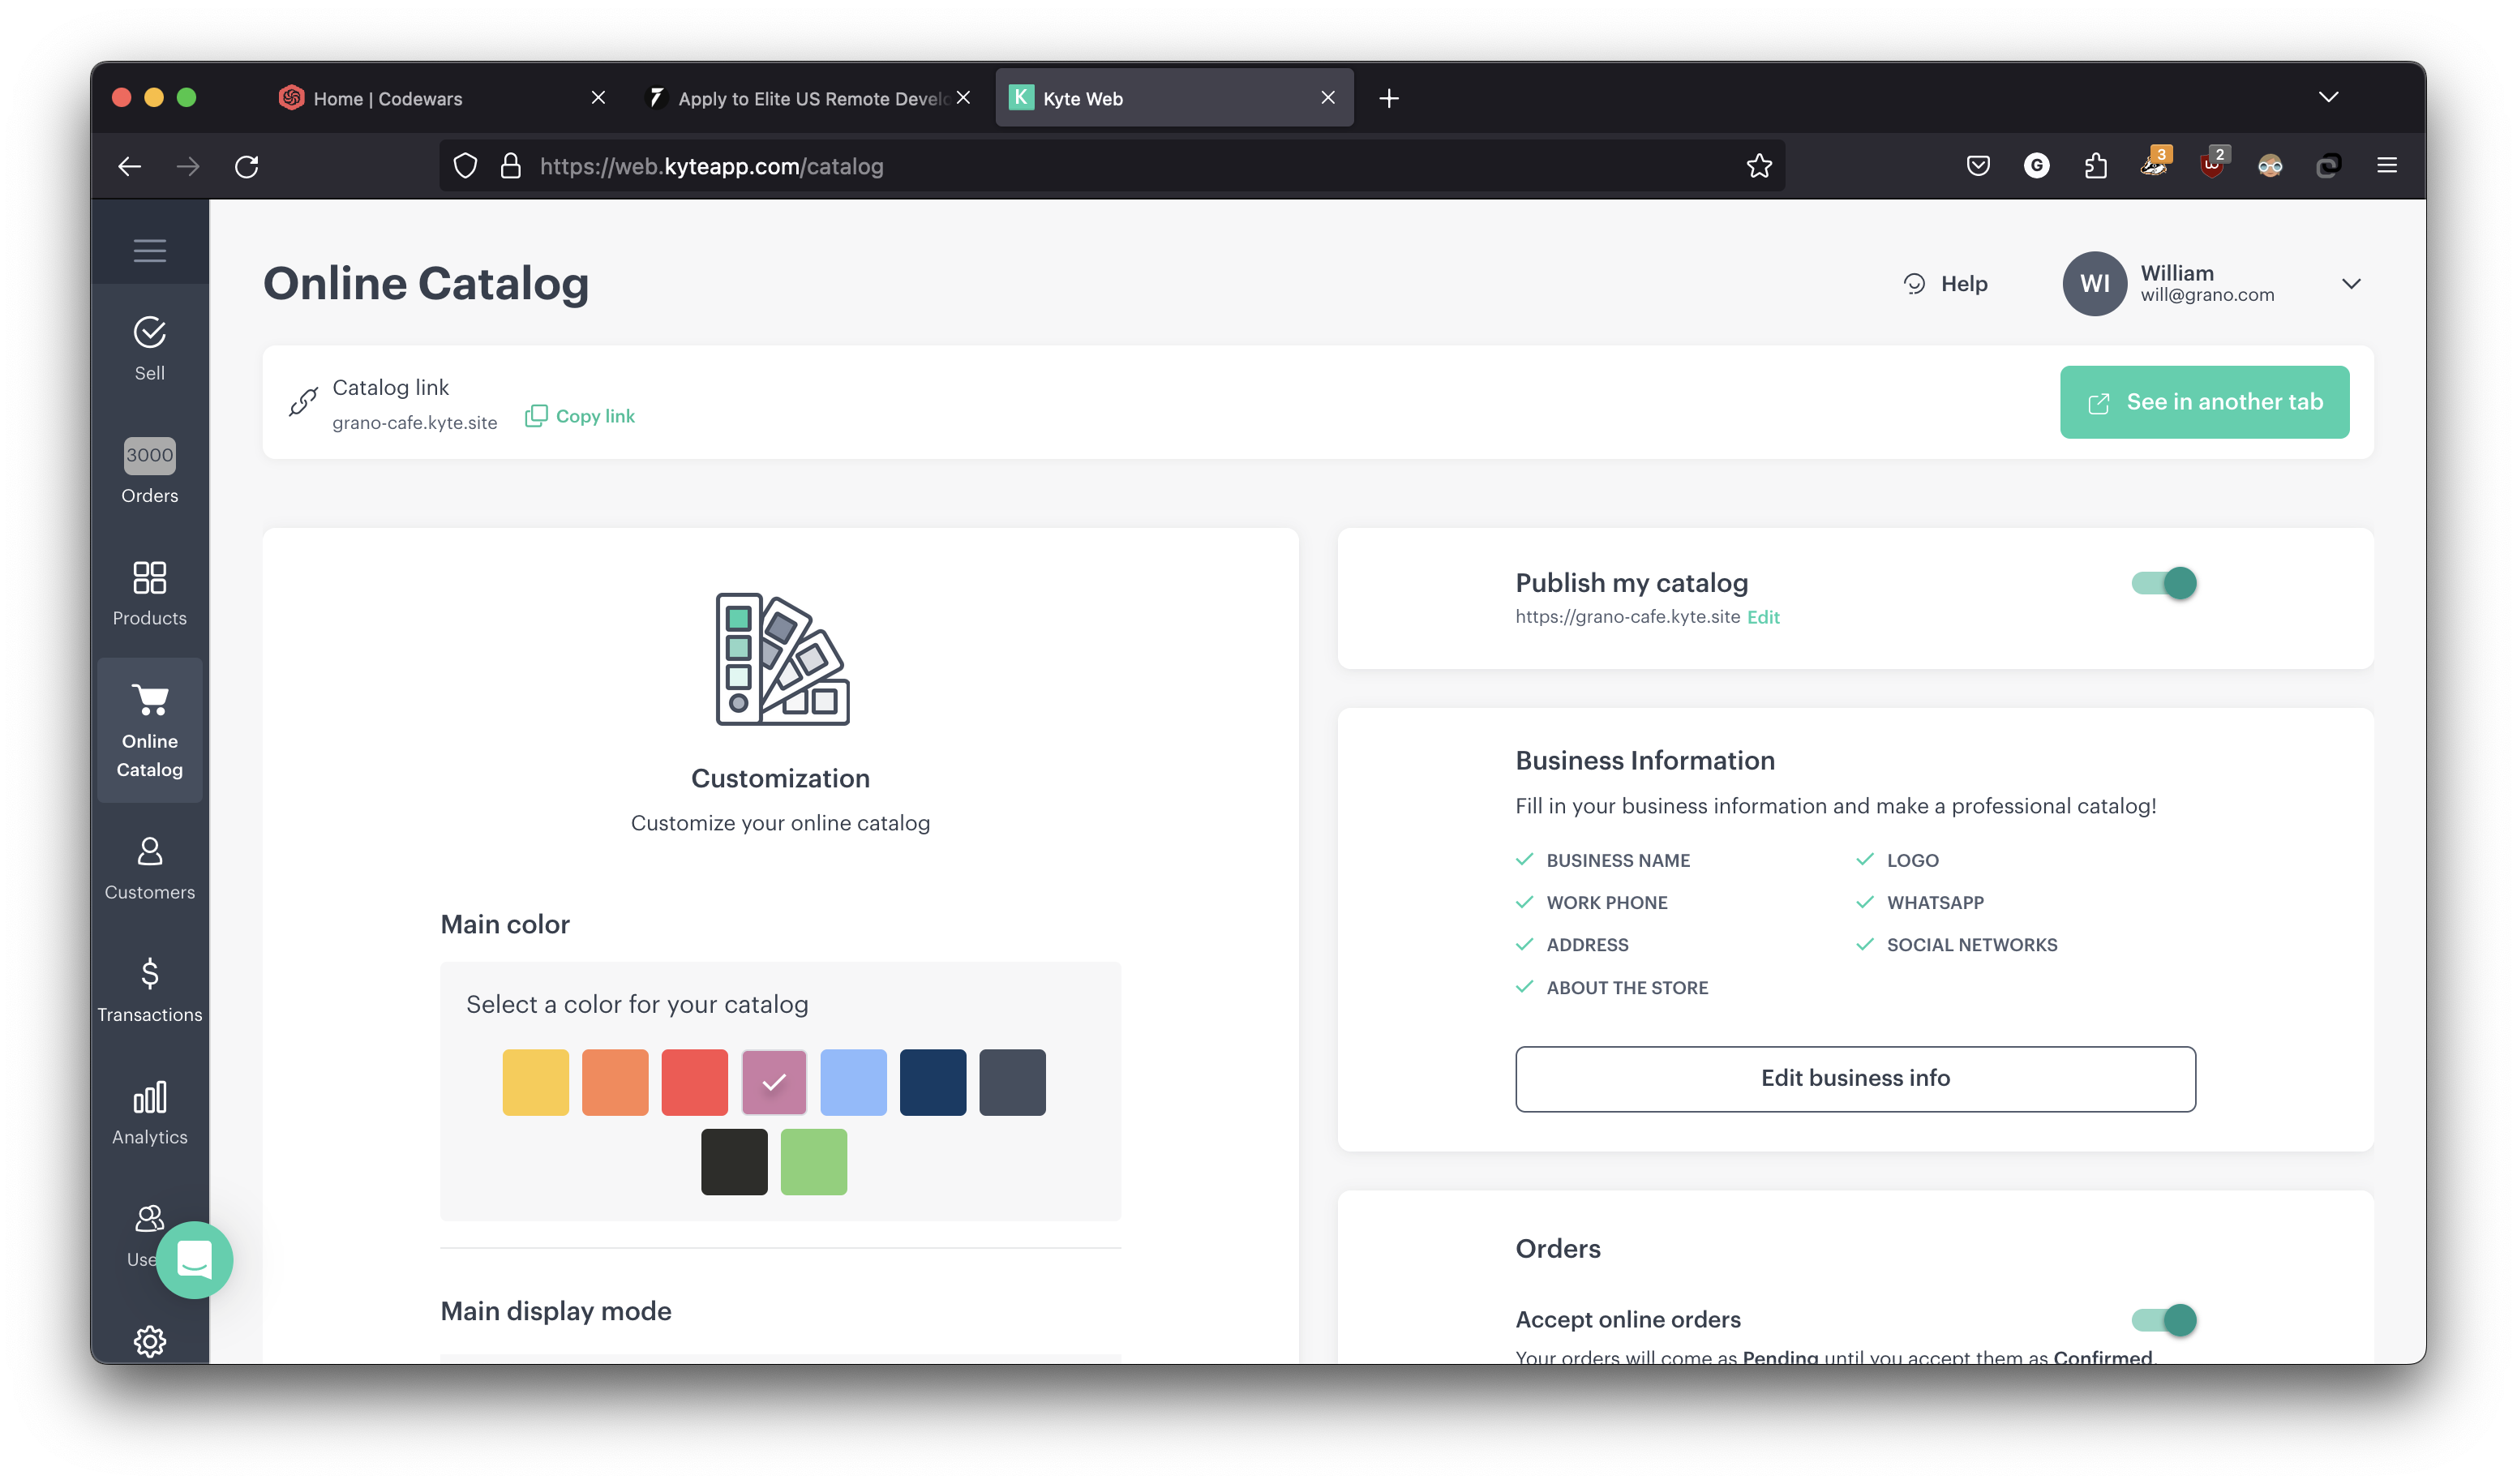 Home | Codewars
Apply to Elite US Remote Develo
K Kyte Web
https://web.kyteapp.com/catalog
G
3
2
Online Catalog
Help
WI
William
will@grano.com
Sell
3000
Orders
Products
Online
Catalog
Customers
$
Transactions
Analytics
Use
Catalog link
grano-cafe.kyte.site
Copy link
See in another tab
Customization
Customize your online catalog
Main color
Select a color for your catalog
Main display mode
Publish my catalog
https://grano-cafe.kyte.site Edit
Business Information
Fill in your business information and make a professional catalog!
BUSINESS NAME
LOGO
WORK PHONE
WHATSAPP
ADDRESS
SOCIAL NETWORKS
ABOUT THE STORE
Edit business info
Orders
Accept online orders
Your orders will come as Pending until you accept them as Confirmed.